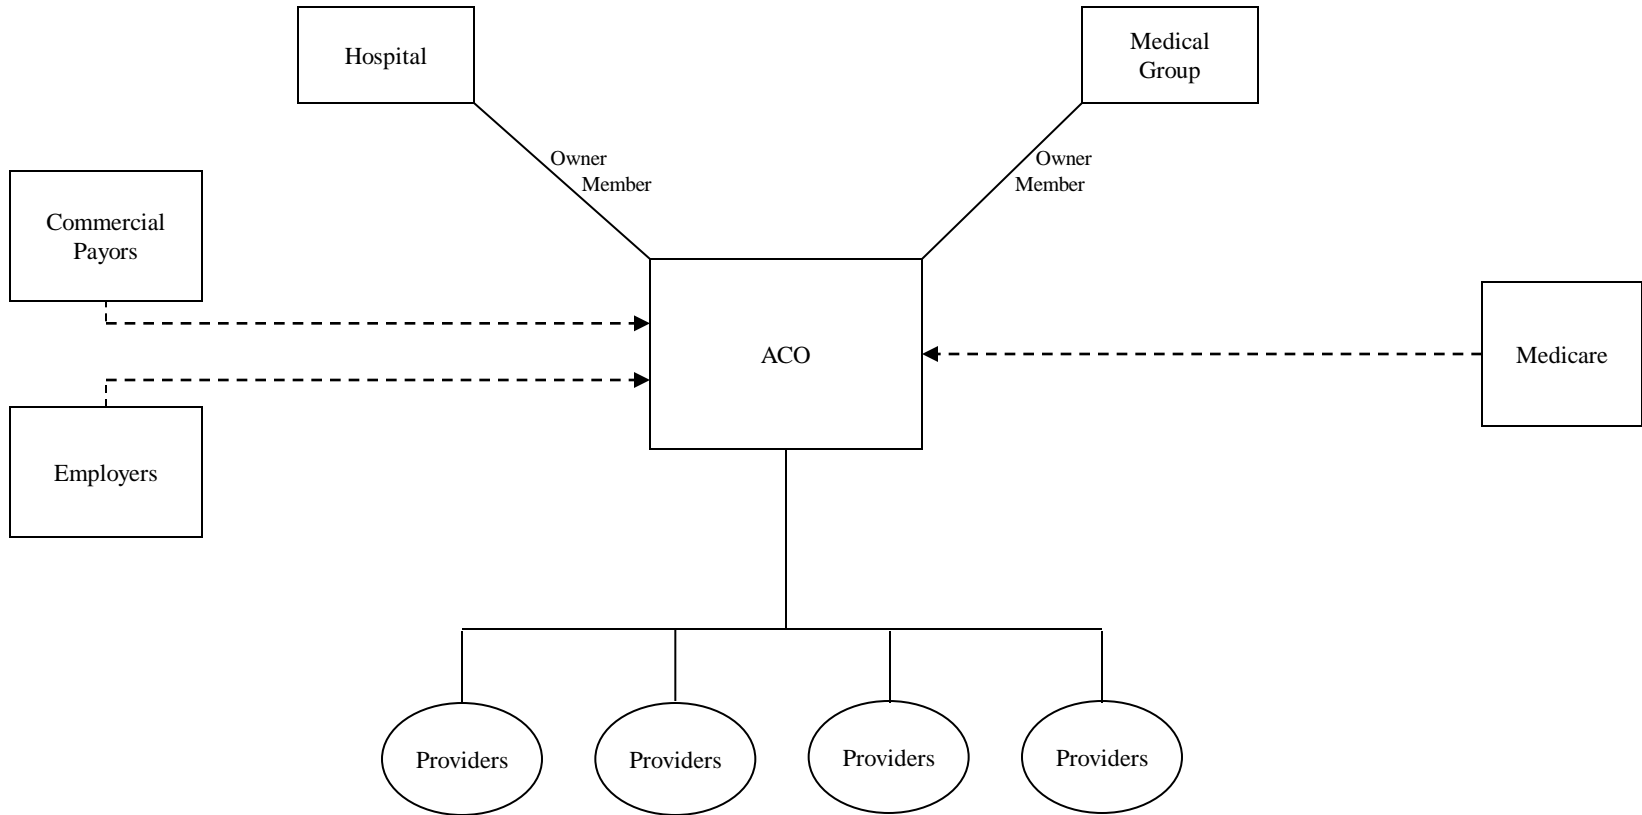 Hospital
Medical
Group
Owner
Member
Owner
Member
Commercial
Payors
ACO
Medicare
Employers
Providers
Providers
Providers
Providers